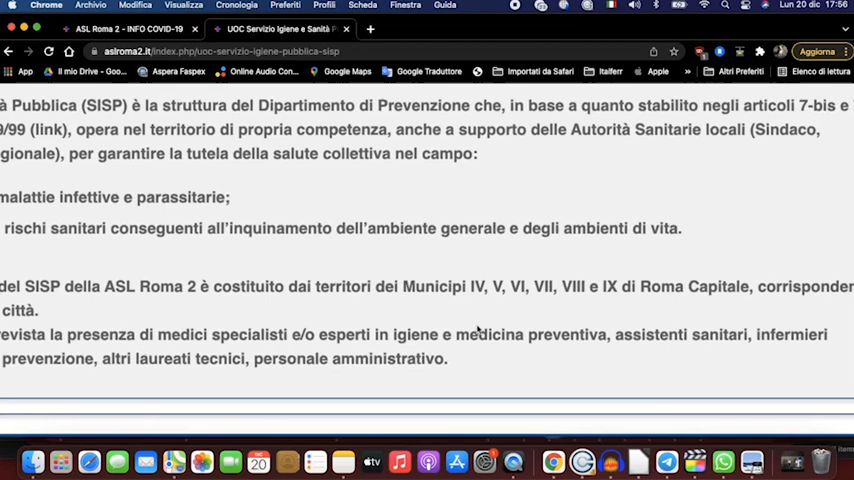 Chrome Archivio Modifica Visualizza Cronologia Preferiti Profili Scheda Finestra Guida Lun 20 dic 17:56
ASL Roma 2 - INFO COVID-19 UOC Servizio Igiene e Sanità P
aslroma2.it/index.php/uoc-servizio-igiene-pubblica-sisp Aggiorna
App Il mio Drive - Goo... Aspera Faspex Online Audio Con... Google Maps Google Traduttore Importati da Safari Italferr Apple » Altri Preferiti Elenco di lettura
à Pubblica (SISP) è la struttura del Dipartimento di Prevenzione che, in base a quanto stabilito negli articoli 7-bis e
9/99 (link), opera nel territorio di propria competenza, anche a supporto delle Autorità Sanitarie locali (Sindaco,
gionale), per garantire la tutela della salute collettiva nel campo:
malattie infettive e parassitarie;
rischi sanitari conseguenti all'inquinamento dell'ambiente generale e degli ambienti di vita.
del SISP della ASL Roma 2 è costituito dai territori dei Municipi IV, V, VI, VII, VIII e IX di Roma Capitale, corrisponden
città.
revista la presenza di medici specialisti e/o esperti in igiene e medicina preventiva, assistenti sanitari, infermieri
prevenzione, altri laureati tecnici, personale amministrativo.
20
tv